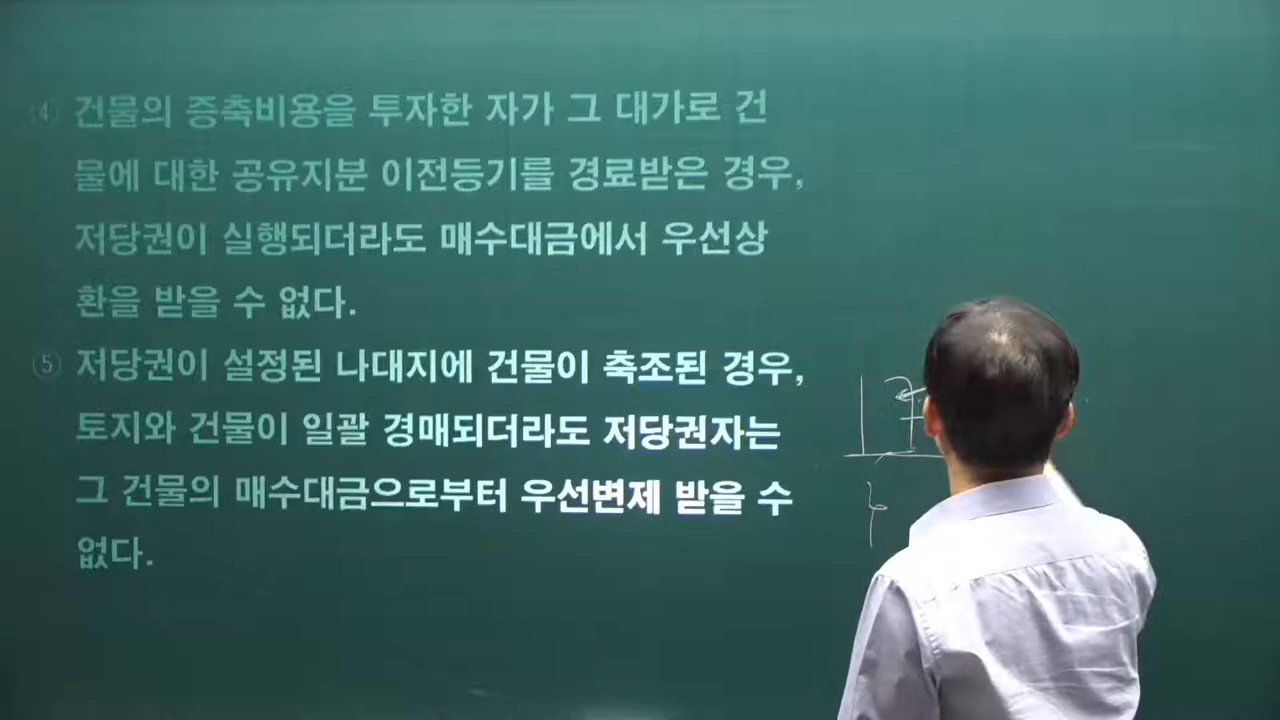 ④ 건물의 증축비용을 투자한 자가 그 대가로 건
물에 대한 공유지분 이전등기를 경료받은 경우,
저당권이 실행되더라도 매수대금에서 우선상
환을 받을 수 없다.
⑤ 저당권이 설정된 나대지에 건물이 축조된 경우,
토지와 건물이 일괄 경매되더라도 저당권자는
그 건물의 매수대금으로부터 우선변제 받을 수
없다.